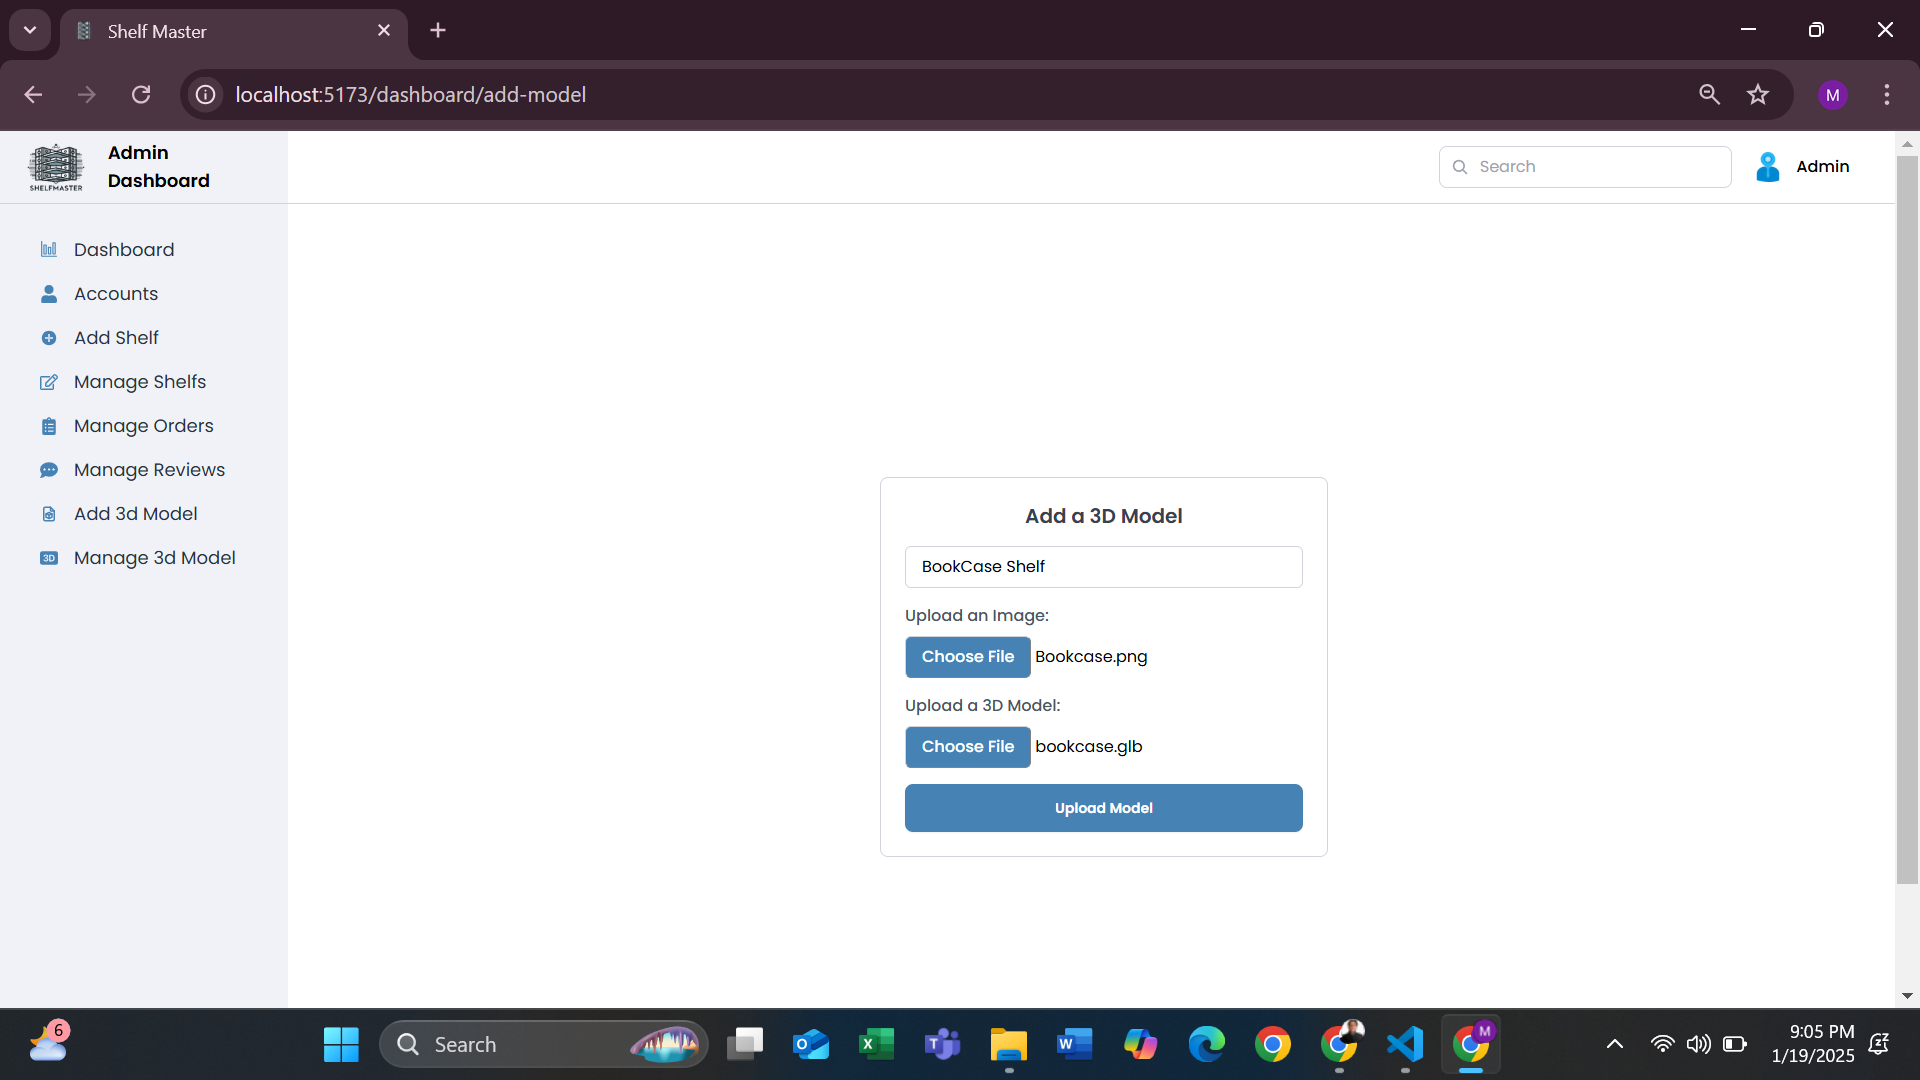 Shelf Master
localhost:5173/dashboard/add-model
M
SHELFMASTER
Admin
Dashboard
Search
Admin
Dashboard
Accounts
Add Shelf
Manage Shelfs
Manage Orders
Manage Reviews
Add 3d Model
3D Manage 3d Model
Add a 3D Model
BookCase Shelf
Upload an Image:
Choose File Bookcase.png
Upload a 3D Model:
Choose File bookcase.glb
Upload Model
6
Search
M
9:05 PM
1/19/2025